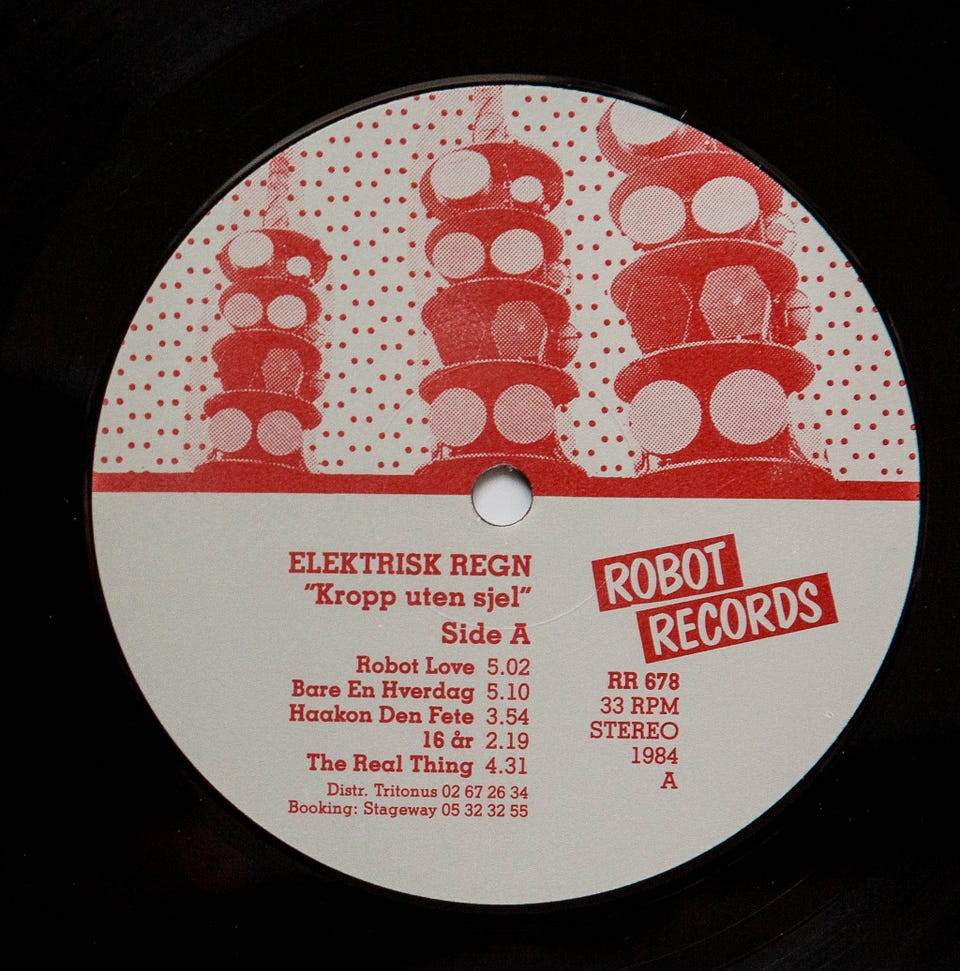 ELEKTRISK REGN
"Kropp uten sjel"
Side A
Robot Love 5.02
Bare En Hverdag 5.10
Haakon Den Fete 3.54
16 år 2.19
The Real Thing 4.31
Distr. Tritonus 02 67 26 34
Booking: Stageway 05 32 32 55
ROBOT
RECORDS
RR 678
33 RPM
STEREO
1984
A